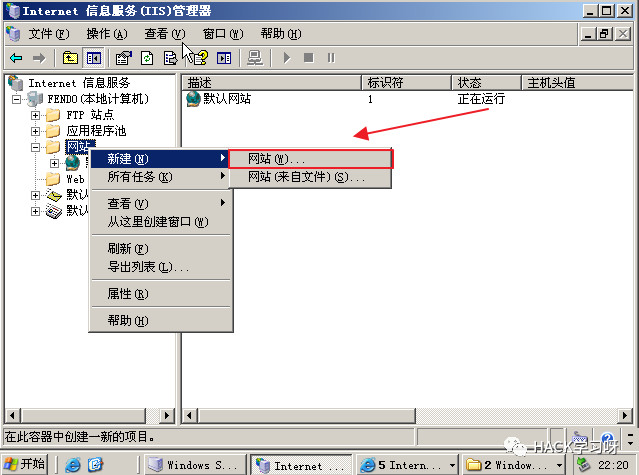 Internet 信息服务(IIS)管理器
文件(F) 操作(A) 查看(V) 窗口(W) 帮助(H)
Internet 信息服务
FENDO(本地计算机)
FTP 站点
应用程序池
网站
Web
默认
默认
描述 标识符 状态 主机头值
默认网站 1 正在运行
新建(N)
所有任务(K)
查看(V)
从这里创建窗口(W)
刷新(F)
导出列表(L)...
属性(R)
帮助(H)
网站(W)...
网站(来自文件)(S)...
在此容器中创建一新的项目。
HACK学习呀
开始 Windows S... Internet ... 5 Intern... 2 Window... 22:20